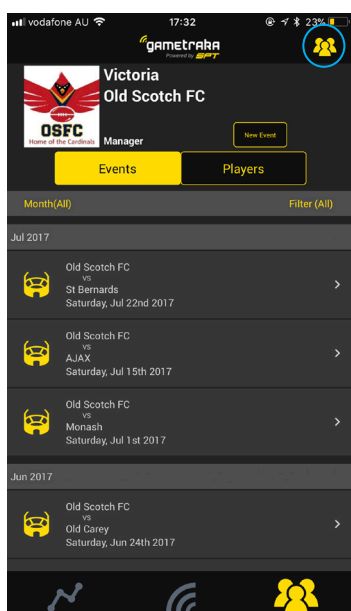 vodafone AU 17:32 23%
gametraka
Powered by SPT
Victoria
Old Scotch FC
OSFC
Home of the Cardinals
Manager
New Event
Events Players
Month(All) Filter (All)
Jul 2017
Old Scotch FC
vs
St Bernards
Saturday, Jul 22nd 2017
Old Scotch FC
vs
AJAX
Saturday, Jul 15th 2017
Old Scotch FC
vs
Monash
Saturday, Jul 1st 2017
Jun 2017
Old Scotch FC
vs
Old Carey
Saturday, Jun 24th 2017